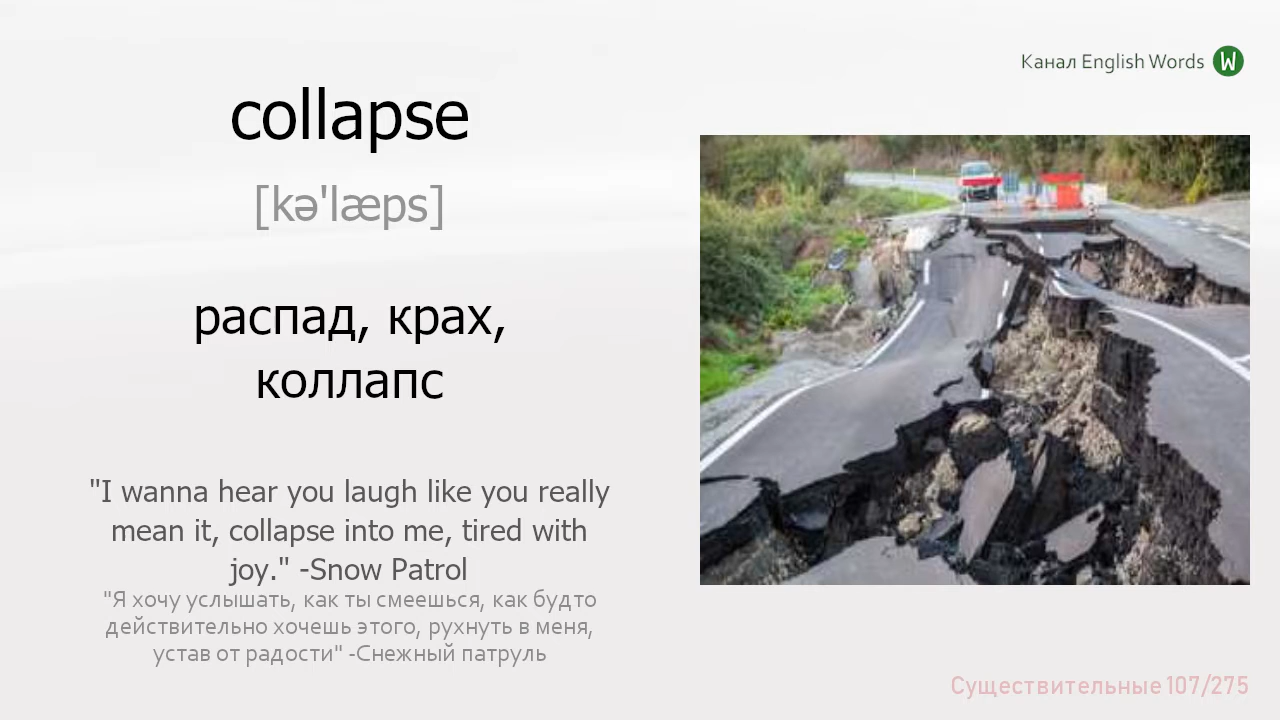 Канал English Words W
collapse
[kə'læps]
распад, крах,
коллапс
"I wanna hear you laugh like you really
mean it, collapse into me, tired with
joy." -Snow Patrol
"Я хочу услышать, как ты смеешься, как будто
действительно хочешь этого, рухнуть в меня,
устав от радости" -Снежный патруль
Существительные 107/275